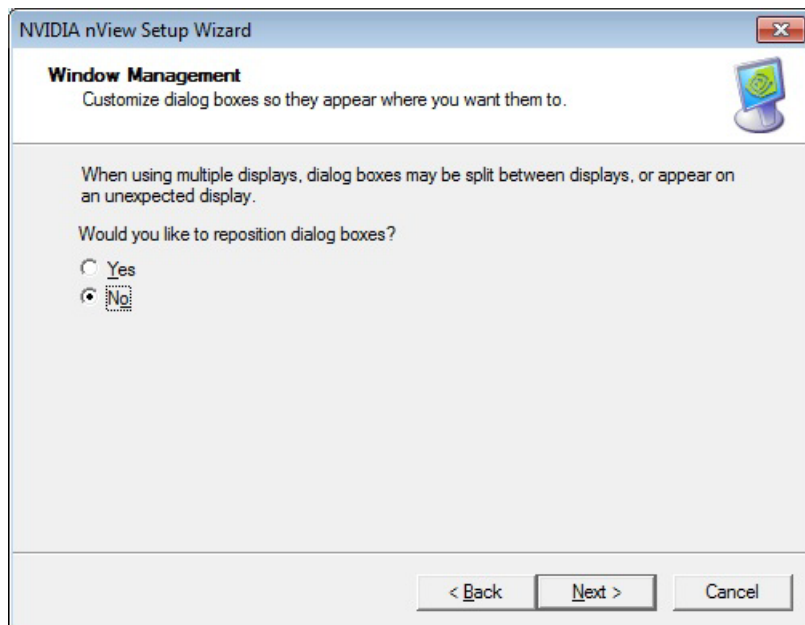 NVIDIA nView Setup Wizard
Window Management
Customize dialog boxes so they appear where you want them to.
When using multiple displays, dialog boxes may be split between displays, or appear on
an unexpected display.
Would you like to reposition dialog boxes?
Yes
No
< Back Next > Cancel